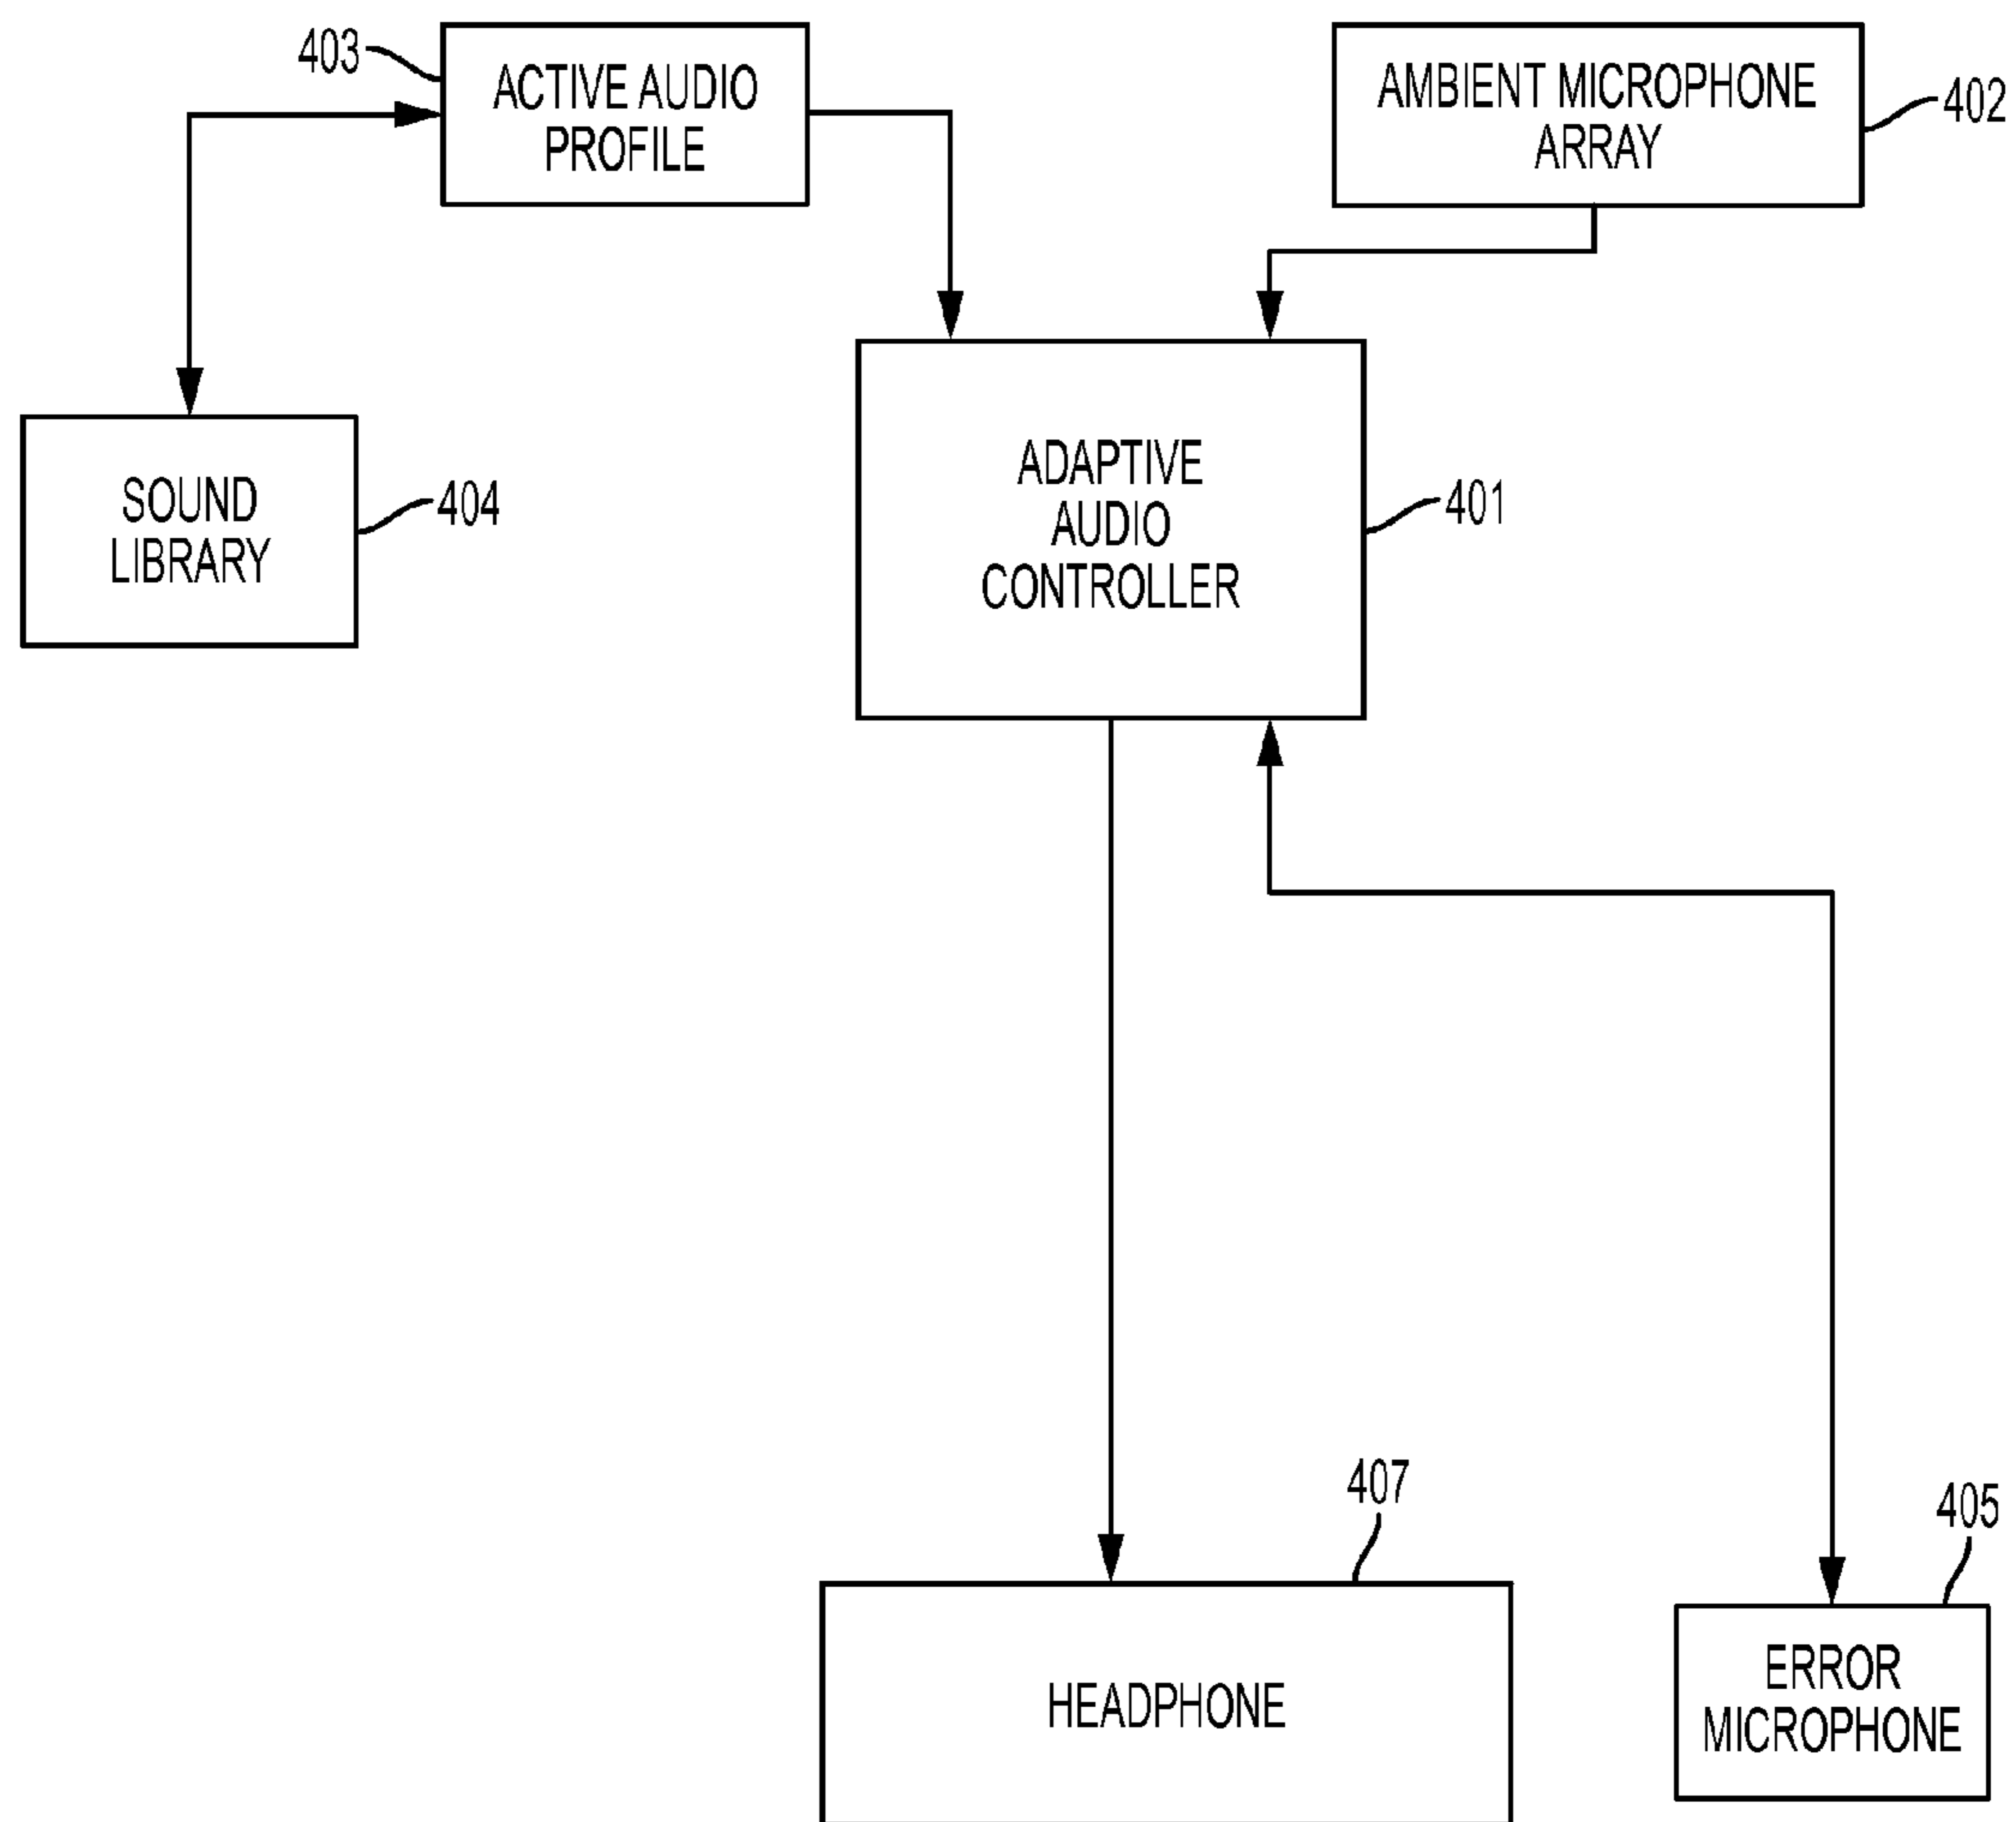 403
ACTIVE AUDIO
PROFILE
AMBIENT MICROPHONE
ARRAY
402
SOUND
LIBRARY
404
ADAPTIVE
AUDIO
CONTROLLER
401
407
HEADPHONE
405
ERROR
MICROPHONE